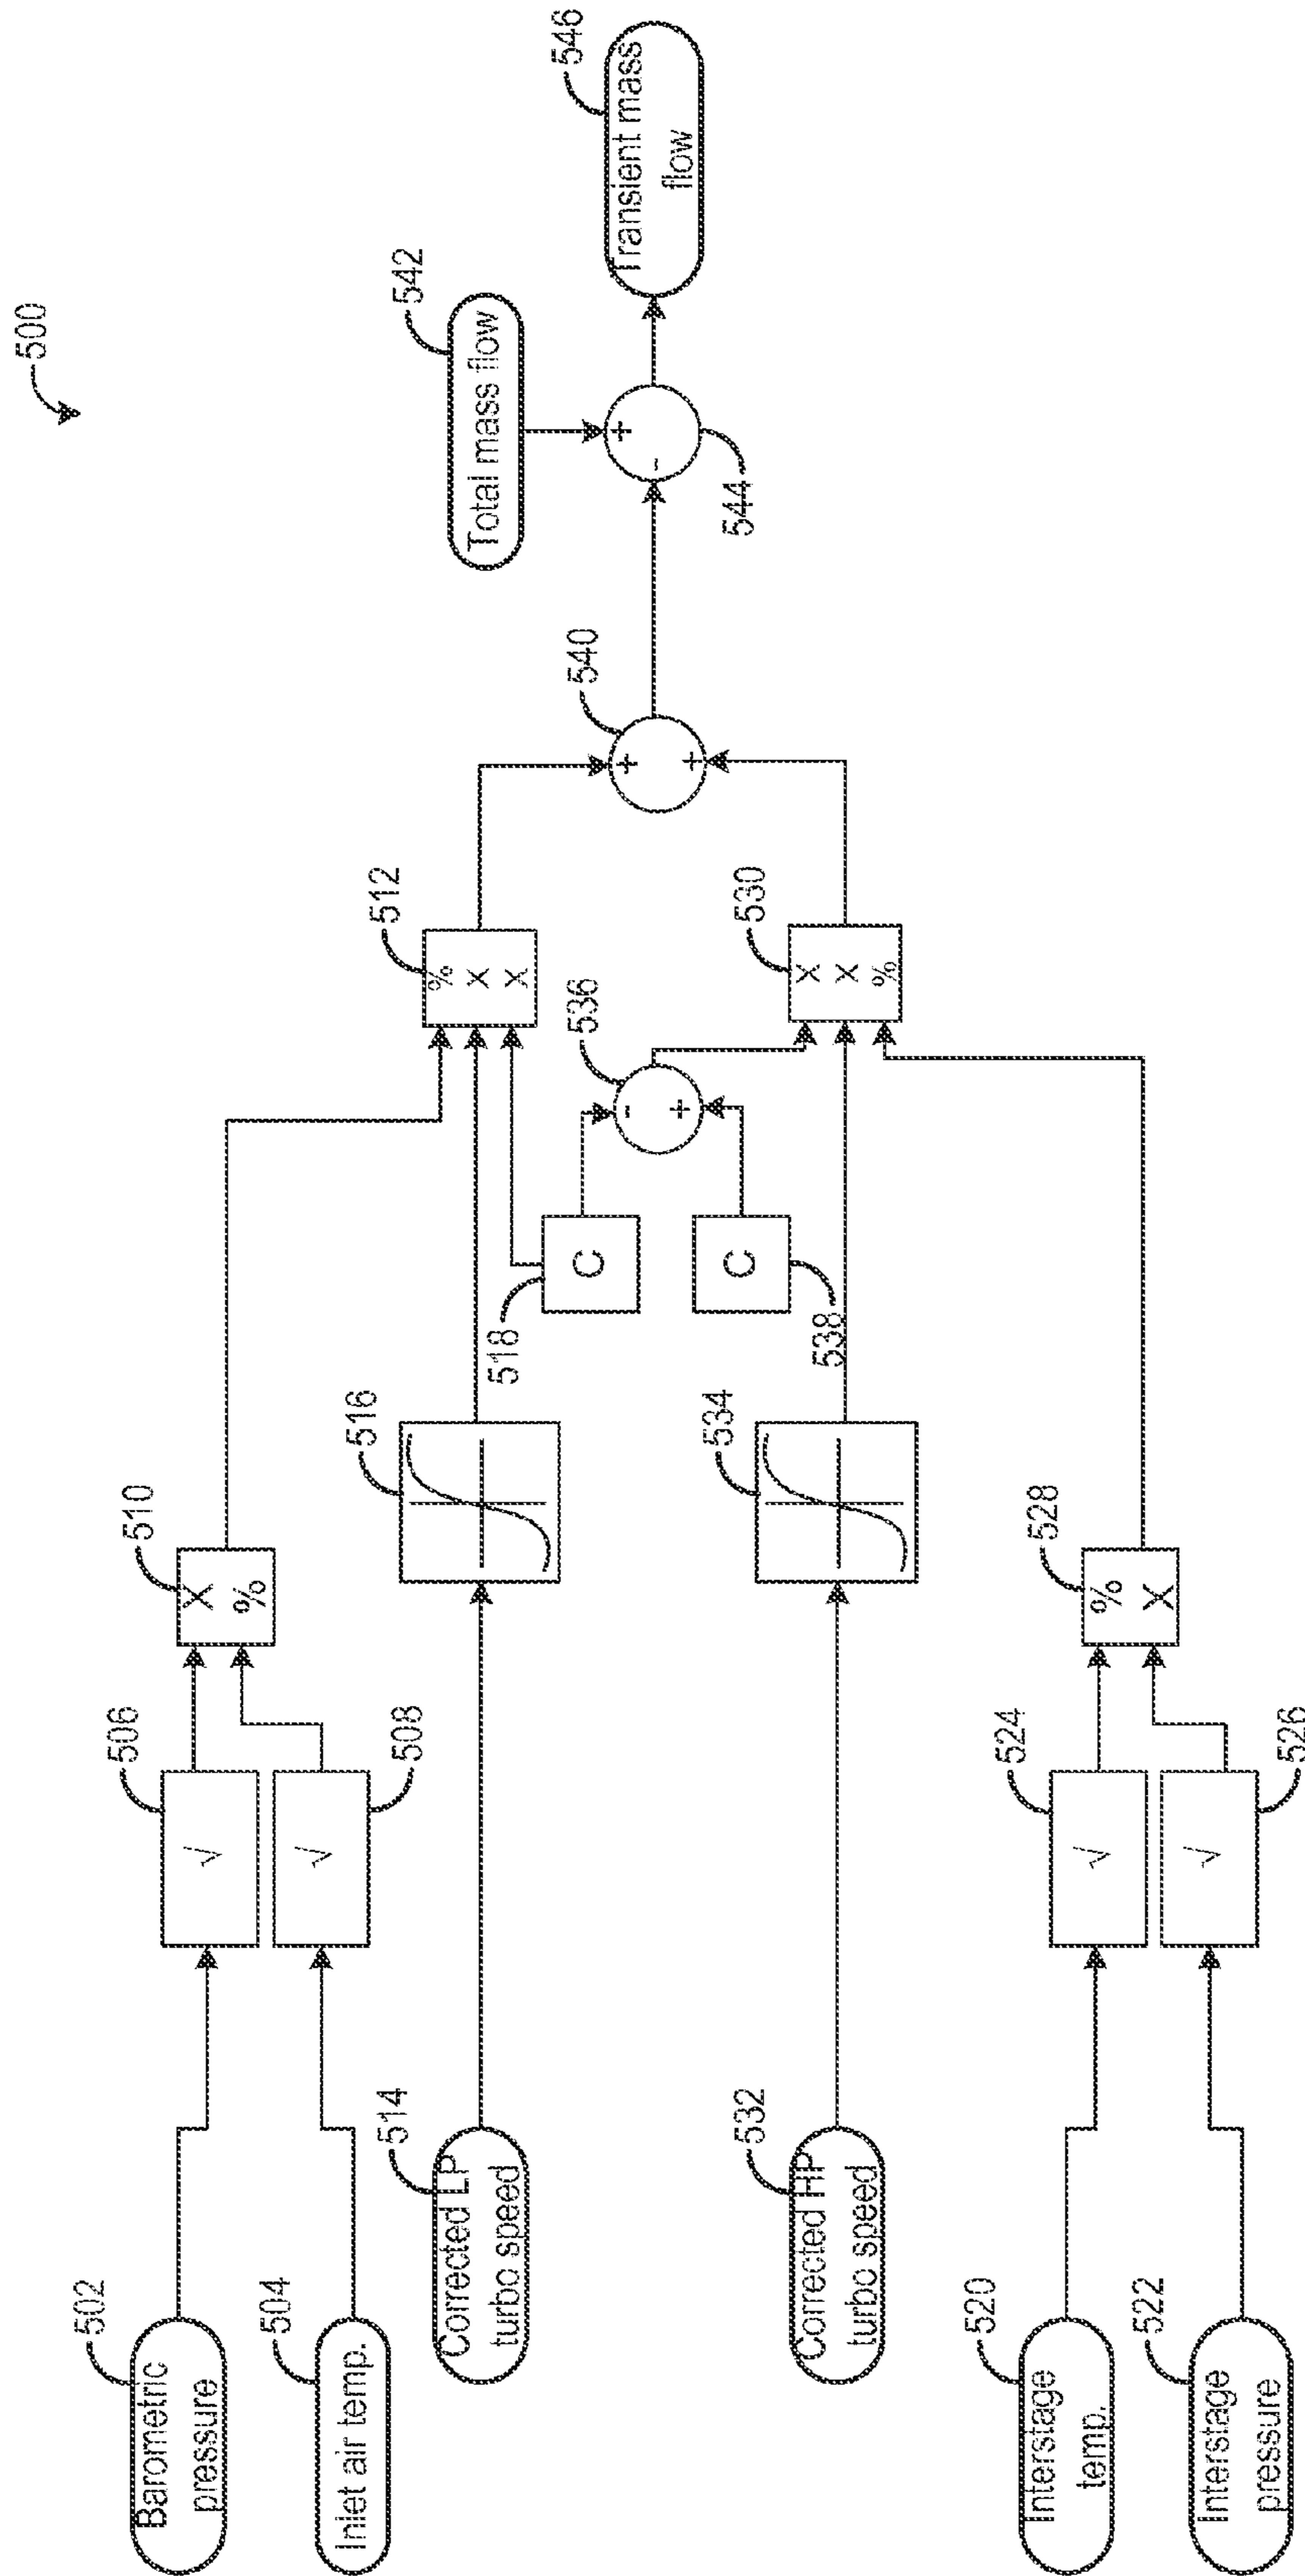 500
502
Barometric
pressure
504
Inlet air temp.
506
√
508
√
510
X
%
512
%
X
X
514
Corrected LP
turbo speed
516
518
C
520
Interstage
temp.
522
Interstage
pressure
524
√
526
√
528
%
X
530
X
X
%
532
Corrected HP
turbo speed
534
536
-
+
538
C
540
+
+
542
Total mass flow
544
+
-
546
Transient mass
flow